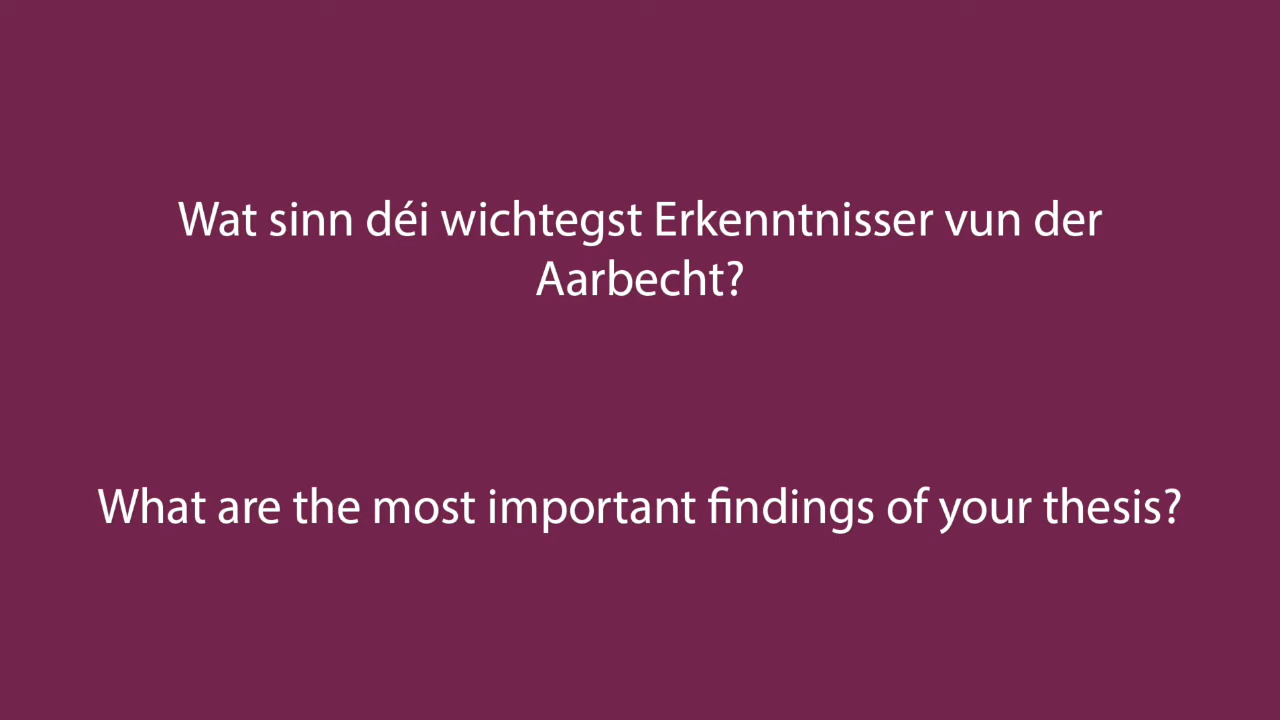 Wat sinn déi wichtegst Erkenntnisser vun der
Aarbecht?
What are the most important findings of your thesis?